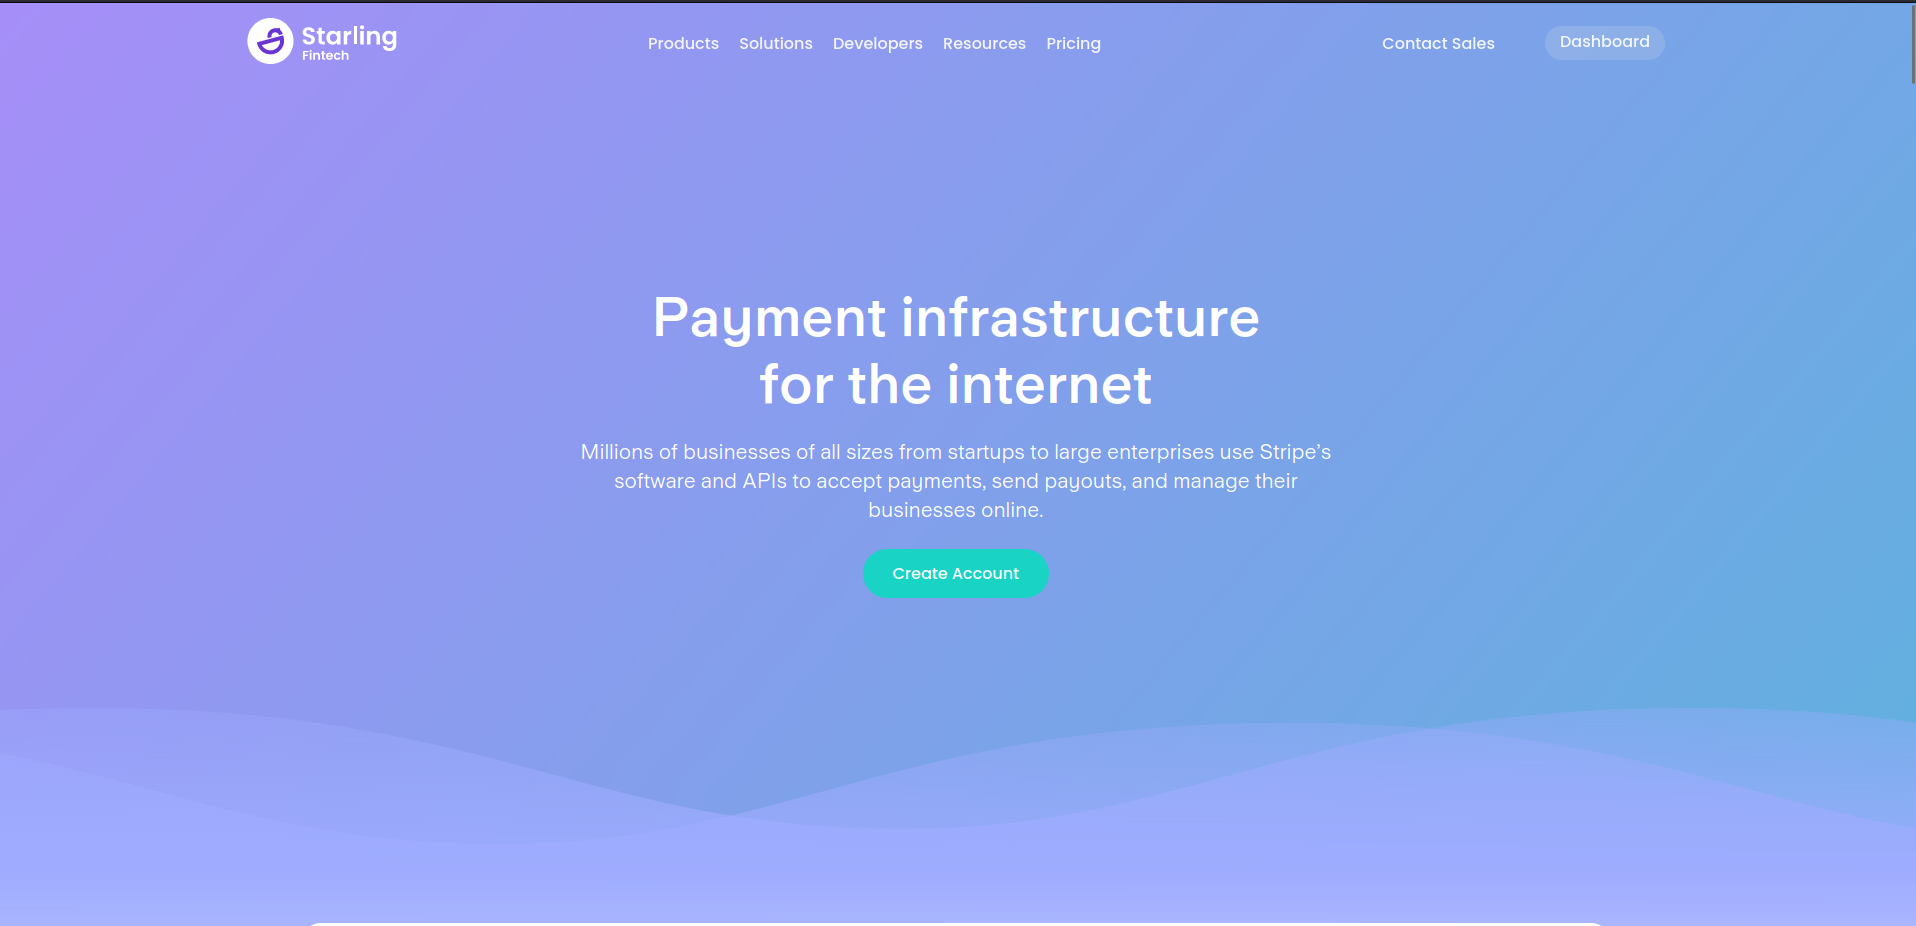 Starling
Fintech
Products Solutions Developers Resources Pricing
Contact Sales
Dashboard
Payment infrastructure
for the internet
Millions of businesses of all sizes from startups to large enterprises use Stripe’s
software and APIs to accept payments, send payouts, and manage their
businesses online.
Create Account